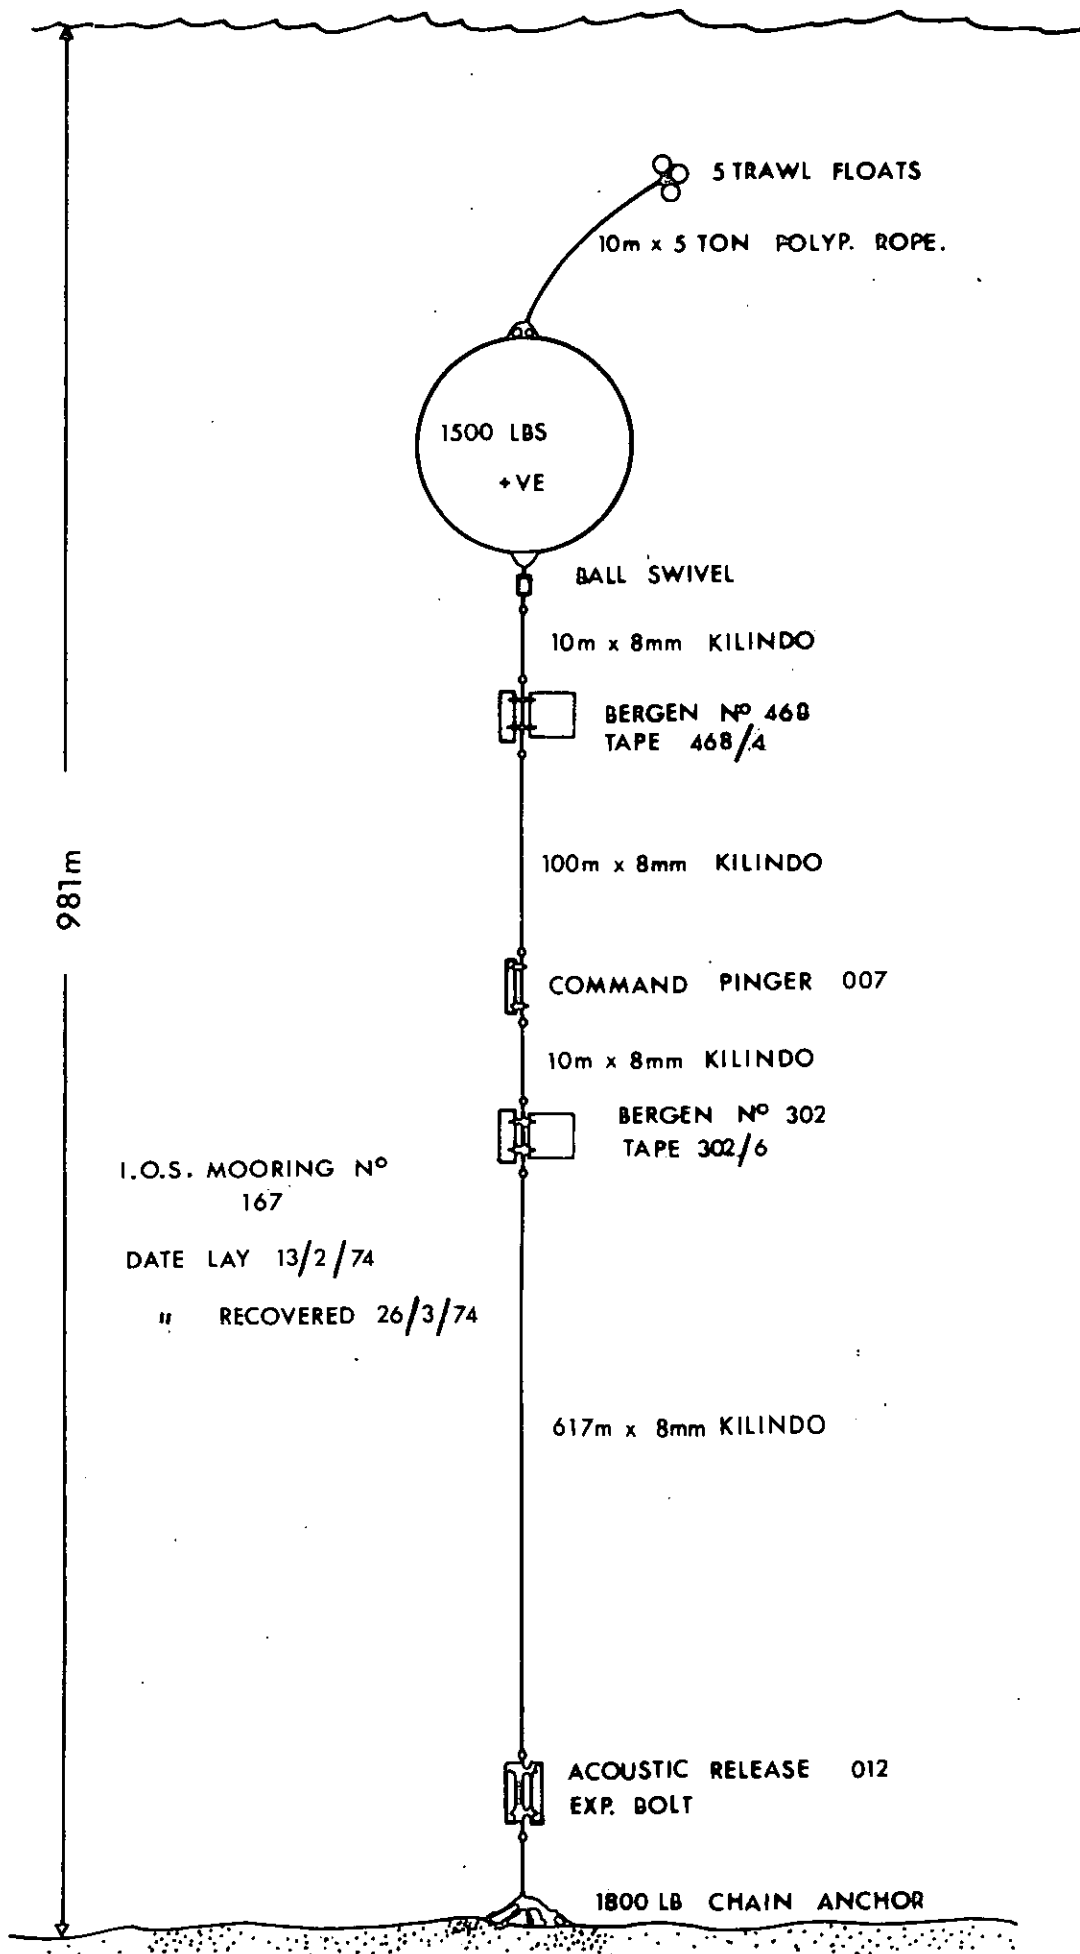 5 TRAWL FLOATS
10m x 5 TON POLYP. ROPE.
1500 LBS
+VE
BALL SWIVEL
10m x 8mm KILINDO
BERGEN Nº 468
TAPE 468/4
981m
100m x 8mm KILINDO
COMMAND PINGER 007
10m x 8mm KILINDO
BERGEN Nº 302
TAPE 302/6
I.O.S. MOORING Nº
167
DATE LAY 13/2/74
" RECOVERED 26/3/74
617m x 8mm KILINDO
ACOUSTIC RELEASE 012
EXP. BOLT
1800 LB CHAIN ANCHOR